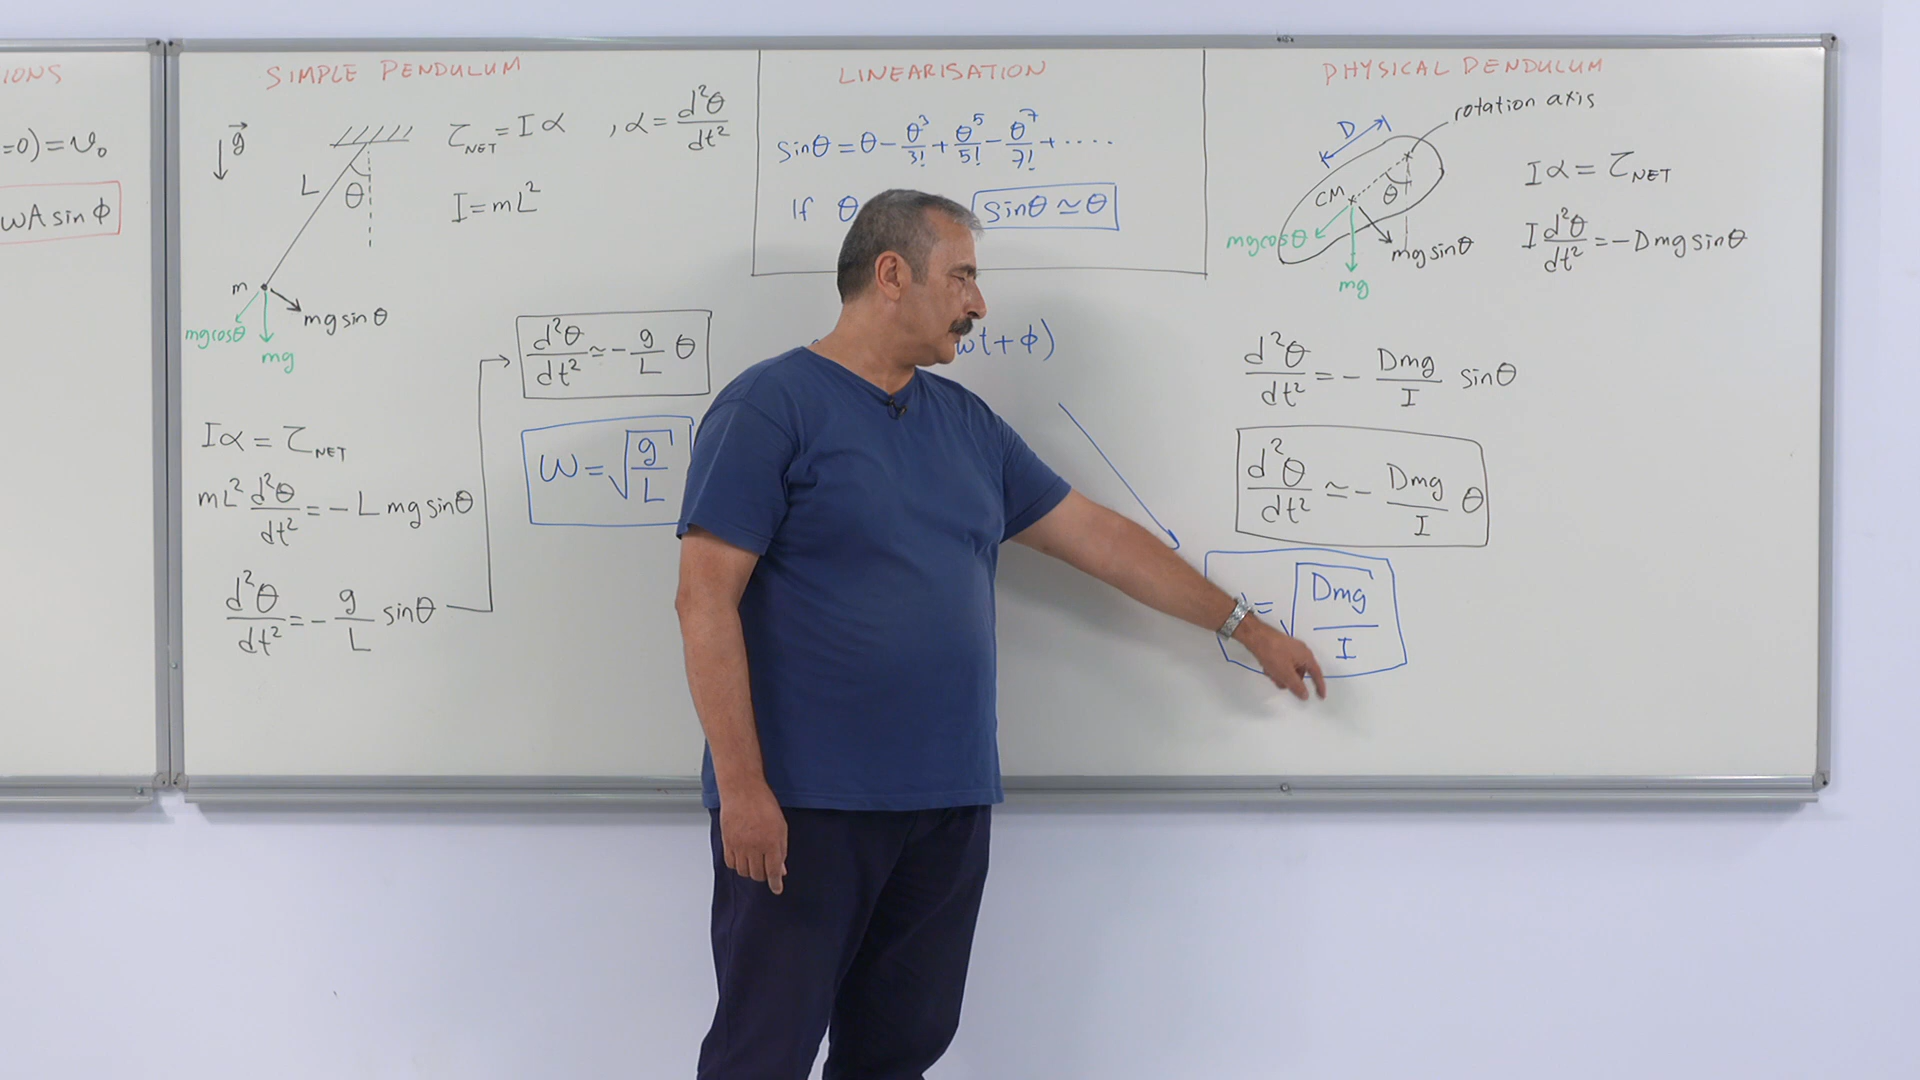 IONS
=0)=v₀
ωA sin ϕ
SIMPLE PENDULUM
g⃗
L
θ
m
mg sin θ
mg cos θ
mg
τ_NET = Iα , α = d²θ/dt²
I = mL²
Iα = τ_NET
mL² d²θ/dt² = - L mg sin θ
d²θ/dt² = - g/L sin θ
d²θ/dt² ≃ - g/L θ
ω = √(g/L)
LINEARISATION
sin θ = θ - θ³/3! + θ⁵/5! - θ⁷/7! + ....
If θ
sin θ ≃ θ
ωt+ϕ)
PHYSICAL PENDULUM
rotation axis
D
CM
θ
mg cos θ
mg sin θ
mg
Iα = τ_NET
I d²θ/dt² = - Dmg sin θ
d²θ/dt² = - Dmg/I sin θ
d²θ/dt² ≃ - Dmg/I θ
= √(Dmg/I)